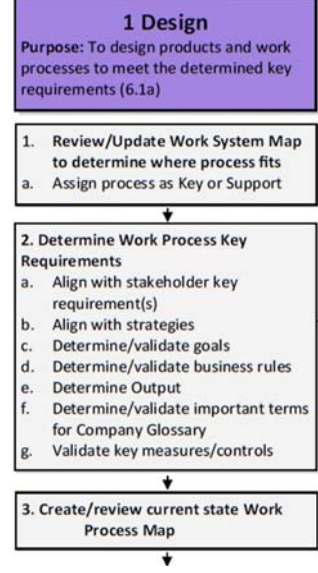 1 Design
Purpose: To design products and work
processes to meet the determined key
requirements (6.1a)
1. Review/Update Work System Map
to determine where process fits
a. Assign process as Key or Support
2. Determine Work Process Key
Requirements
a. Align with stakeholder key
requirement(s)
b. Align with strategies
c. Determine/validate goals
d. Determine/validate business rules
e. Determine Output
f. Determine/validate important terms
for Company Glossary
g. Validate key measures/controls
3. Create/review current state Work
Process Map